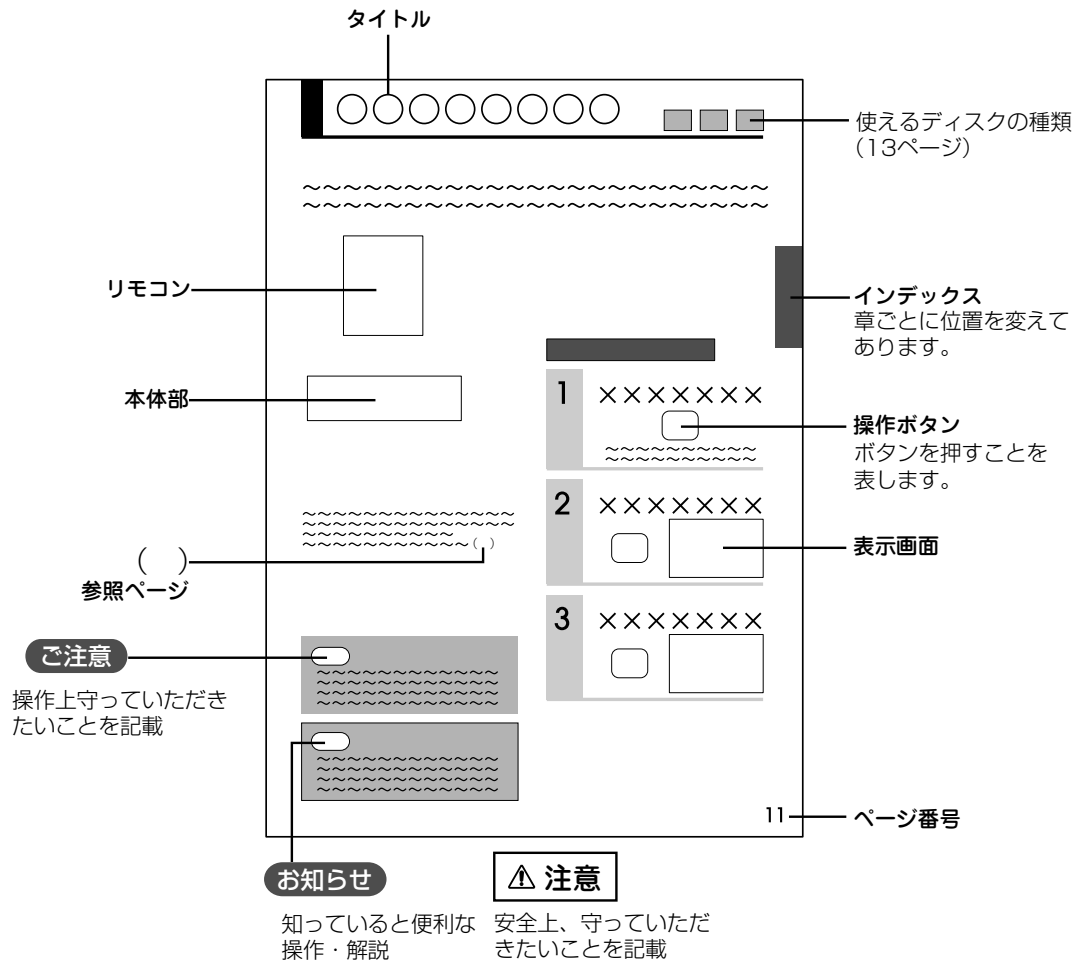 タイトル
使えるディスクの種類
（13ページ）
リモコン
インデックス
章ごとに位置を変えて
あります。
本体部
1 ×××××××
操作ボタン
ボタンを押すことを
表します。
2 ×××××××
表示画面
（　）
参照ページ
（　）
3 ×××××××
ご注意
操作上守っていただき
たいことを記載
11
ページ番号
お知らせ
知っていると便利な
操作・解説
⚠ 注意
安全上、守っていただ
きたいことを記載